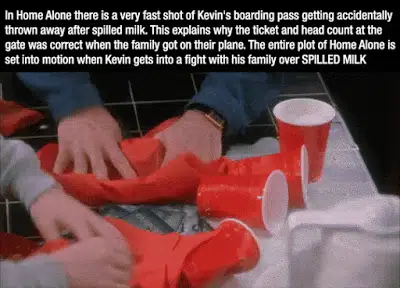 In Home Alone there is a very fast shot of Kevin's boarding pass getting accidentally
thrown away after spilled milk. This explains why the ticket and head count at the
gate was correct when the family got on their plane. The entire plot of Home Alone is
set into motion when Kevin gets into a fight with his family over SPILLED MILK